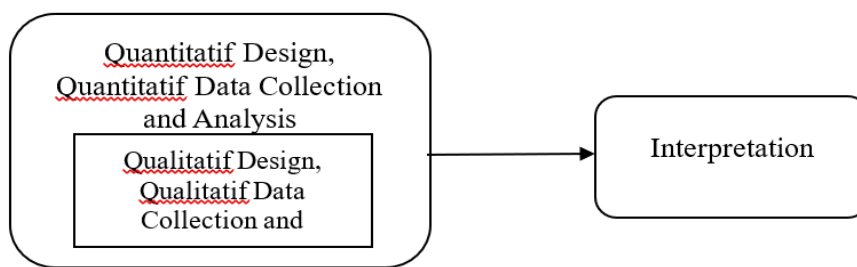 Quantitatif Design,
Quantitatif Data Collection
and Analysis
Qualitatif Design,
Qualitatif Data
Collection and
Interpretation